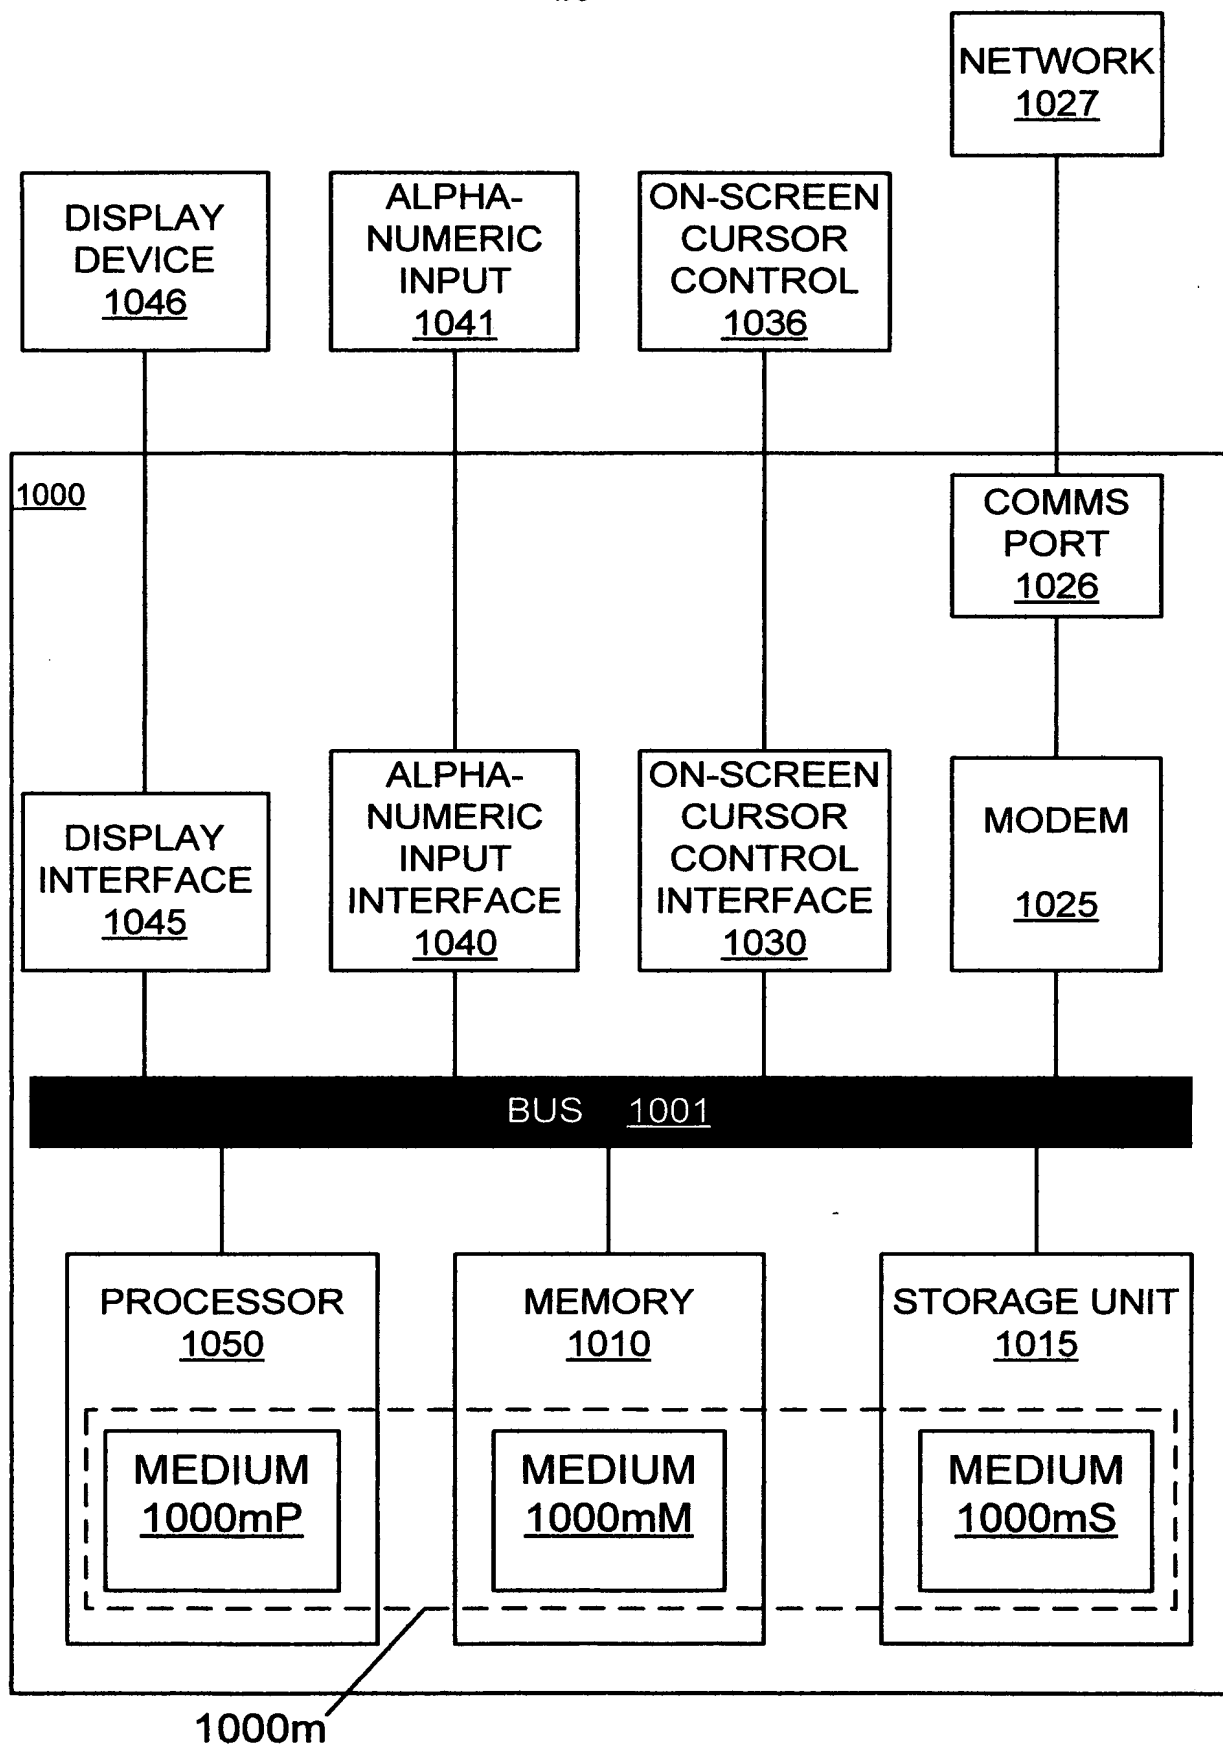 NETWORK
1027
DISPLAY
DEVICE
1046
ALPHA-
NUMERIC
INPUT
1041
ON-SCREEN
CURSOR
CONTROL
1036
1000
COMMS
PORT
1026
DISPLAY
INTERFACE
1045
ALPHA-
NUMERIC
INPUT
INTERFACE
1040
ON-SCREEN
CURSOR
CONTROL
INTERFACE
1030
MODEM
1025
BUS 1001
PROCESSOR
1050
MEMORY
1010
STORAGE UNIT
1015
MEDIUM
1000mP
MEDIUM
1000mM
MEDIUM
1000mS
1000m